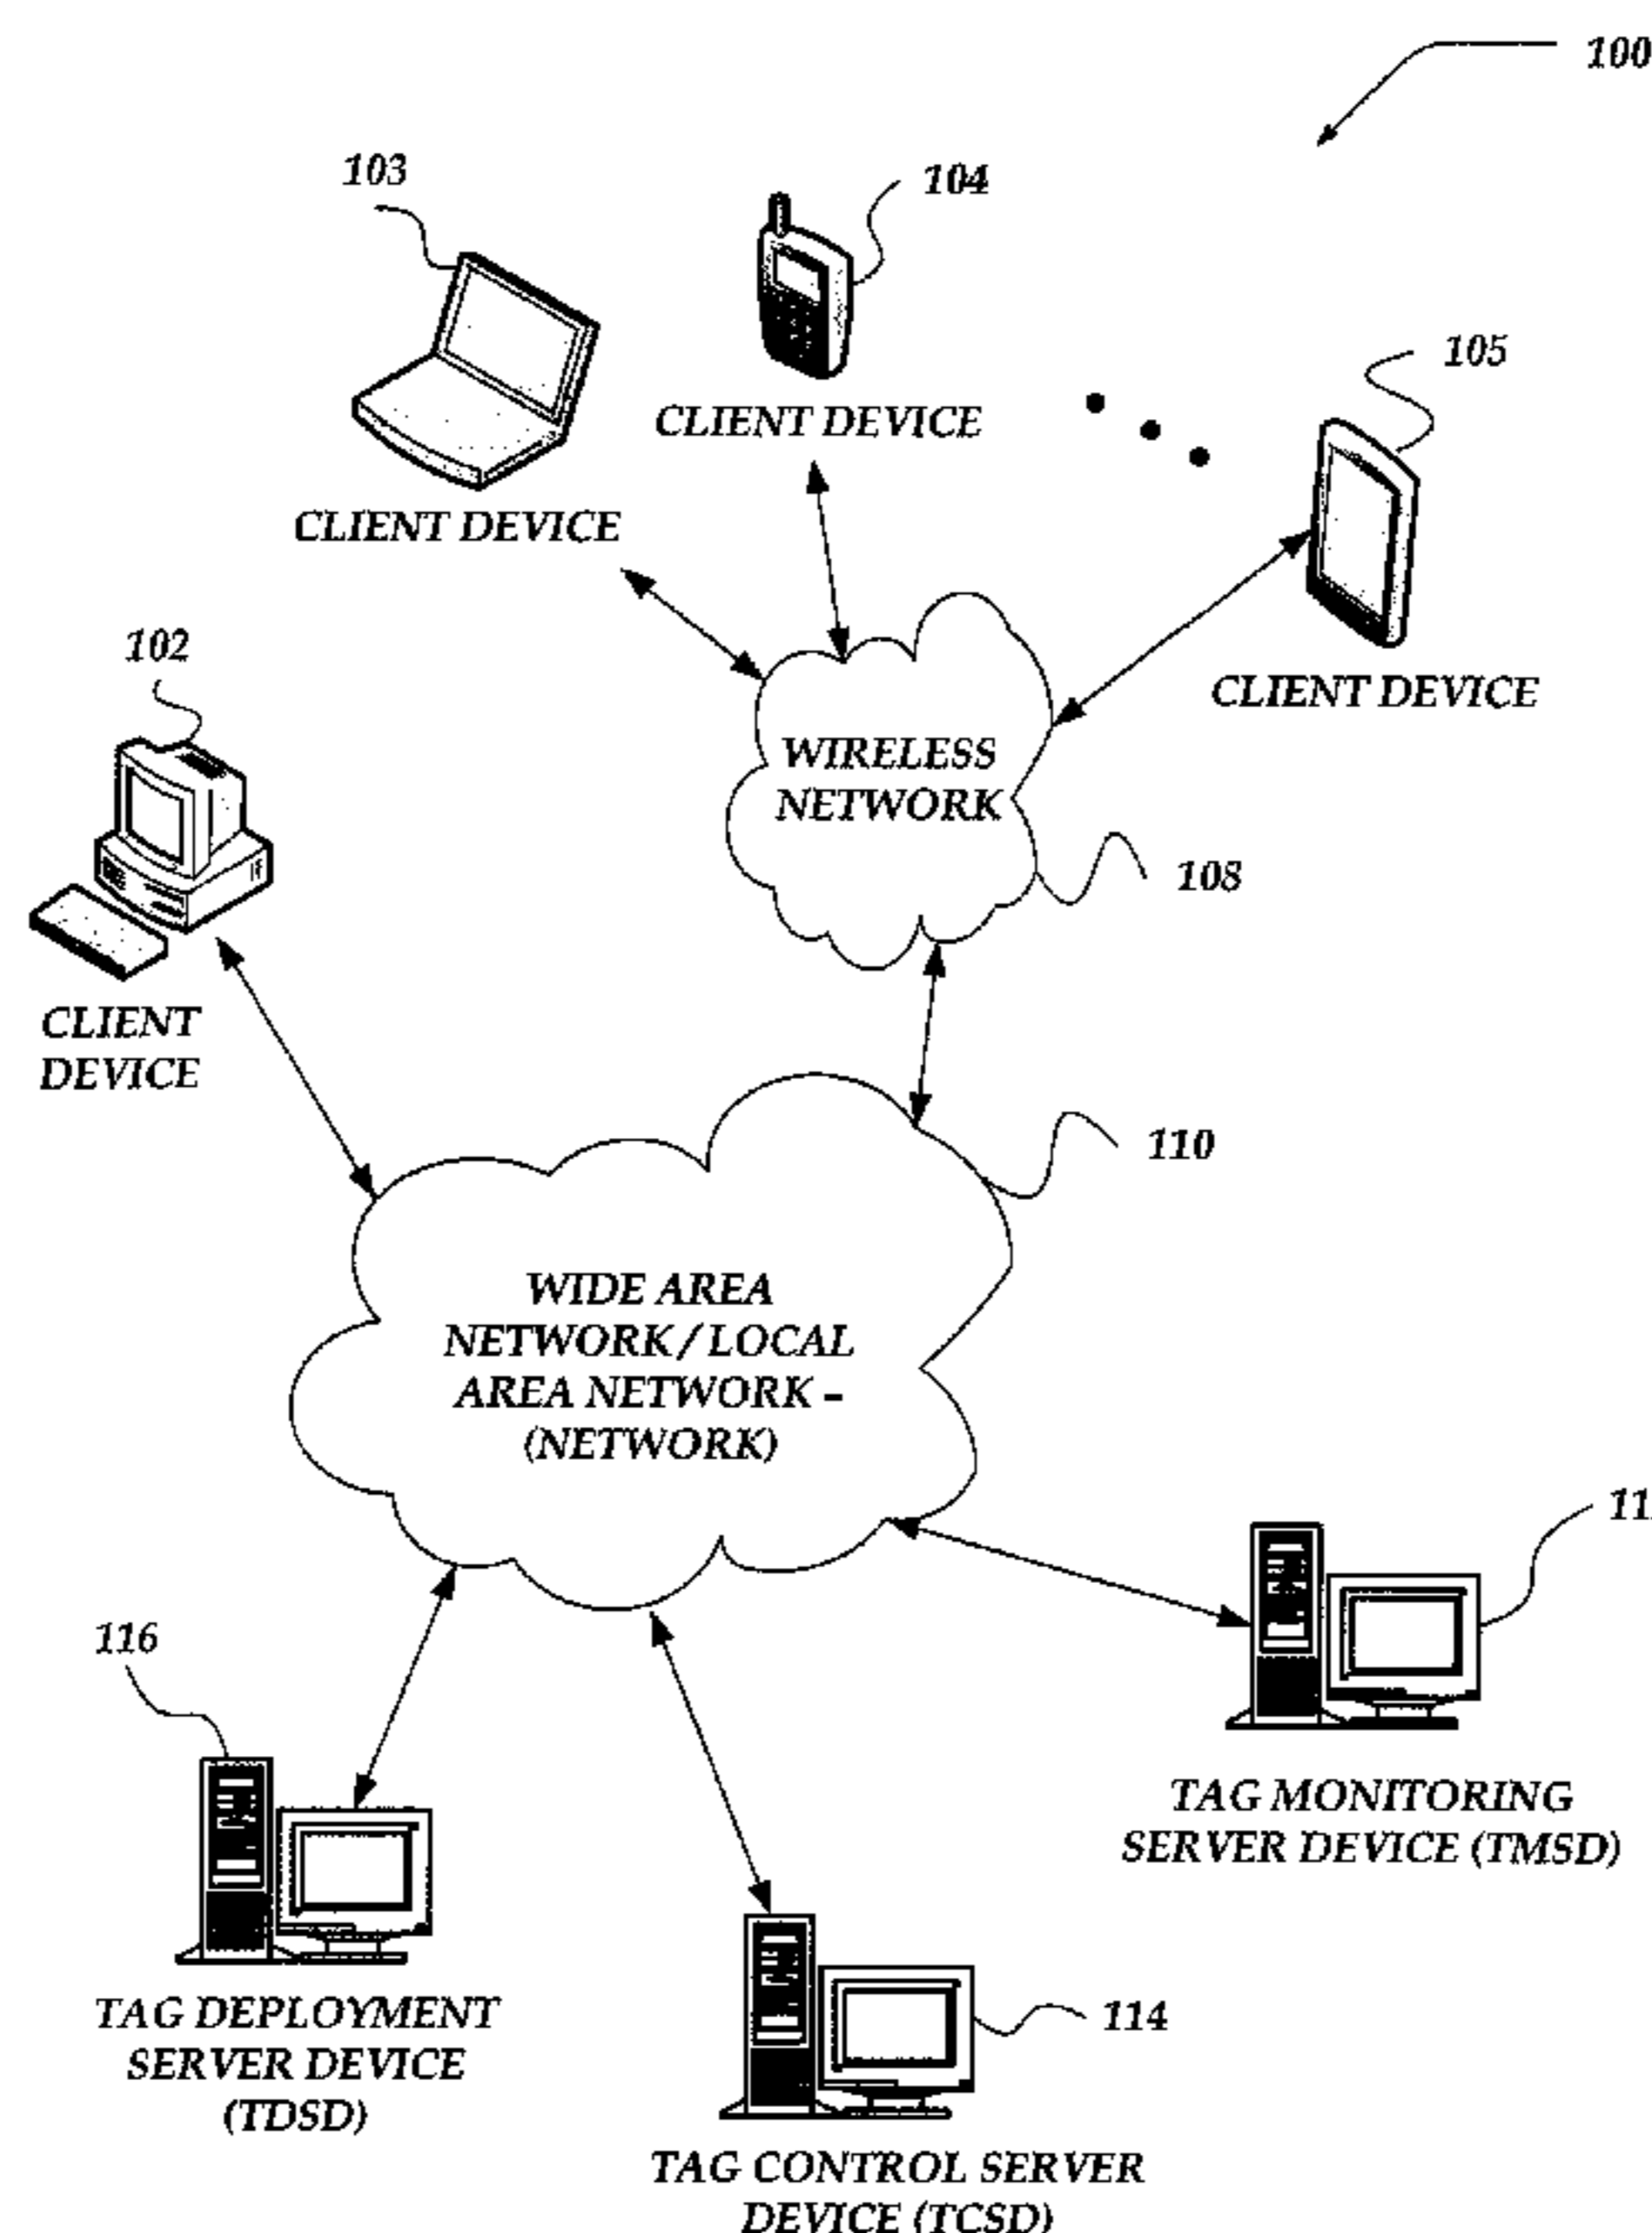 100
103
104
CLIENT DEVICE
105
CLIENT DEVICE
102
CLIENT DEVICE
WIRELESS
NETWORK
108
CLIENT
DEVICE
110
WIDE AREA
NETWORK / LOCAL
AREA NETWORK –
(NETWORK)
116
TAG MONITORING
SERVER DEVICE (TMSD)
TAG DEPLOYMENT
SERVER DEVICE
(TDSD)
114
TAG CONTROL SERVER
DEVICE (TCSD)